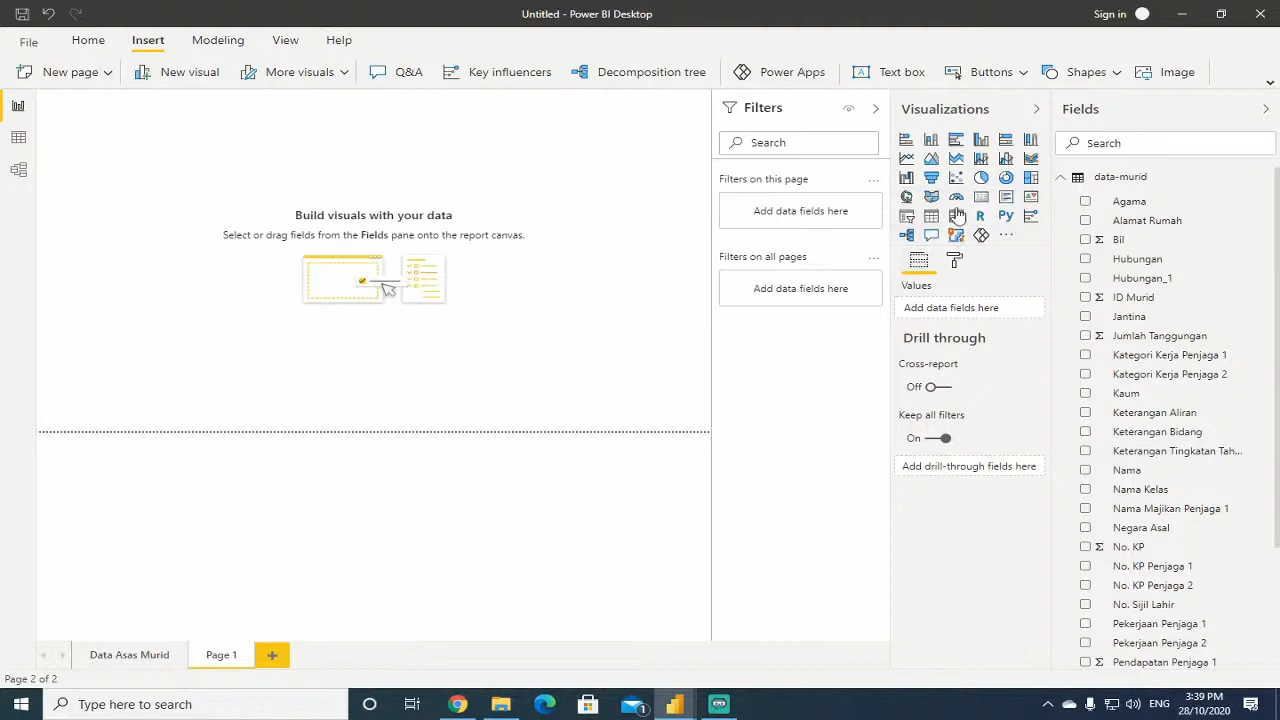 Untitled - Power BI Desktop
Sign in
File
Home
Insert
Modeling
View
Help
New page
New visual
More visuals
Q&A
Key influencers
Decomposition tree
Power Apps
Text box
Buttons
Shapes
Image
Filters
Search
Filters on this page
...
Add data fields here
Filters on all pages
...
Add data fields here
Visualizations
R
Py
...
Values
Add data fields here
Drill through
Cross-report
Off
Keep all filters
On
Add drill-through fields here
Fields
Search
data-murid
Agama
Alamat Rumah
Σ Bil
Hubungan
Hubungan_1
Σ ID Murid
Jantina
Σ Jumlah Tanggungan
Kategori Kerja Penjaga 1
Kategori Kerja Penjaga 2
Kaum
Keterangan Aliran
Keterangan Bidang
Keterangan Tingkatan Tah...
Nama
Nama Kelas
Nama Majikan Penjaga 1
Negara Asal
Σ No. KP
No. KP Penjaga 1
No. KP Penjaga 2
No. Sijil Lahir
Pekerjaan Penjaga 1
Pekerjaan Penjaga 2
Σ Pendapatan Penjaga 1
Build visuals with your data
Select or drag fields from the Fields pane onto the report canvas.
Data Asas Murid
Page 1
Page 2 of 2
Type here to search
1
ENG
3:39 PM
28/10/2020